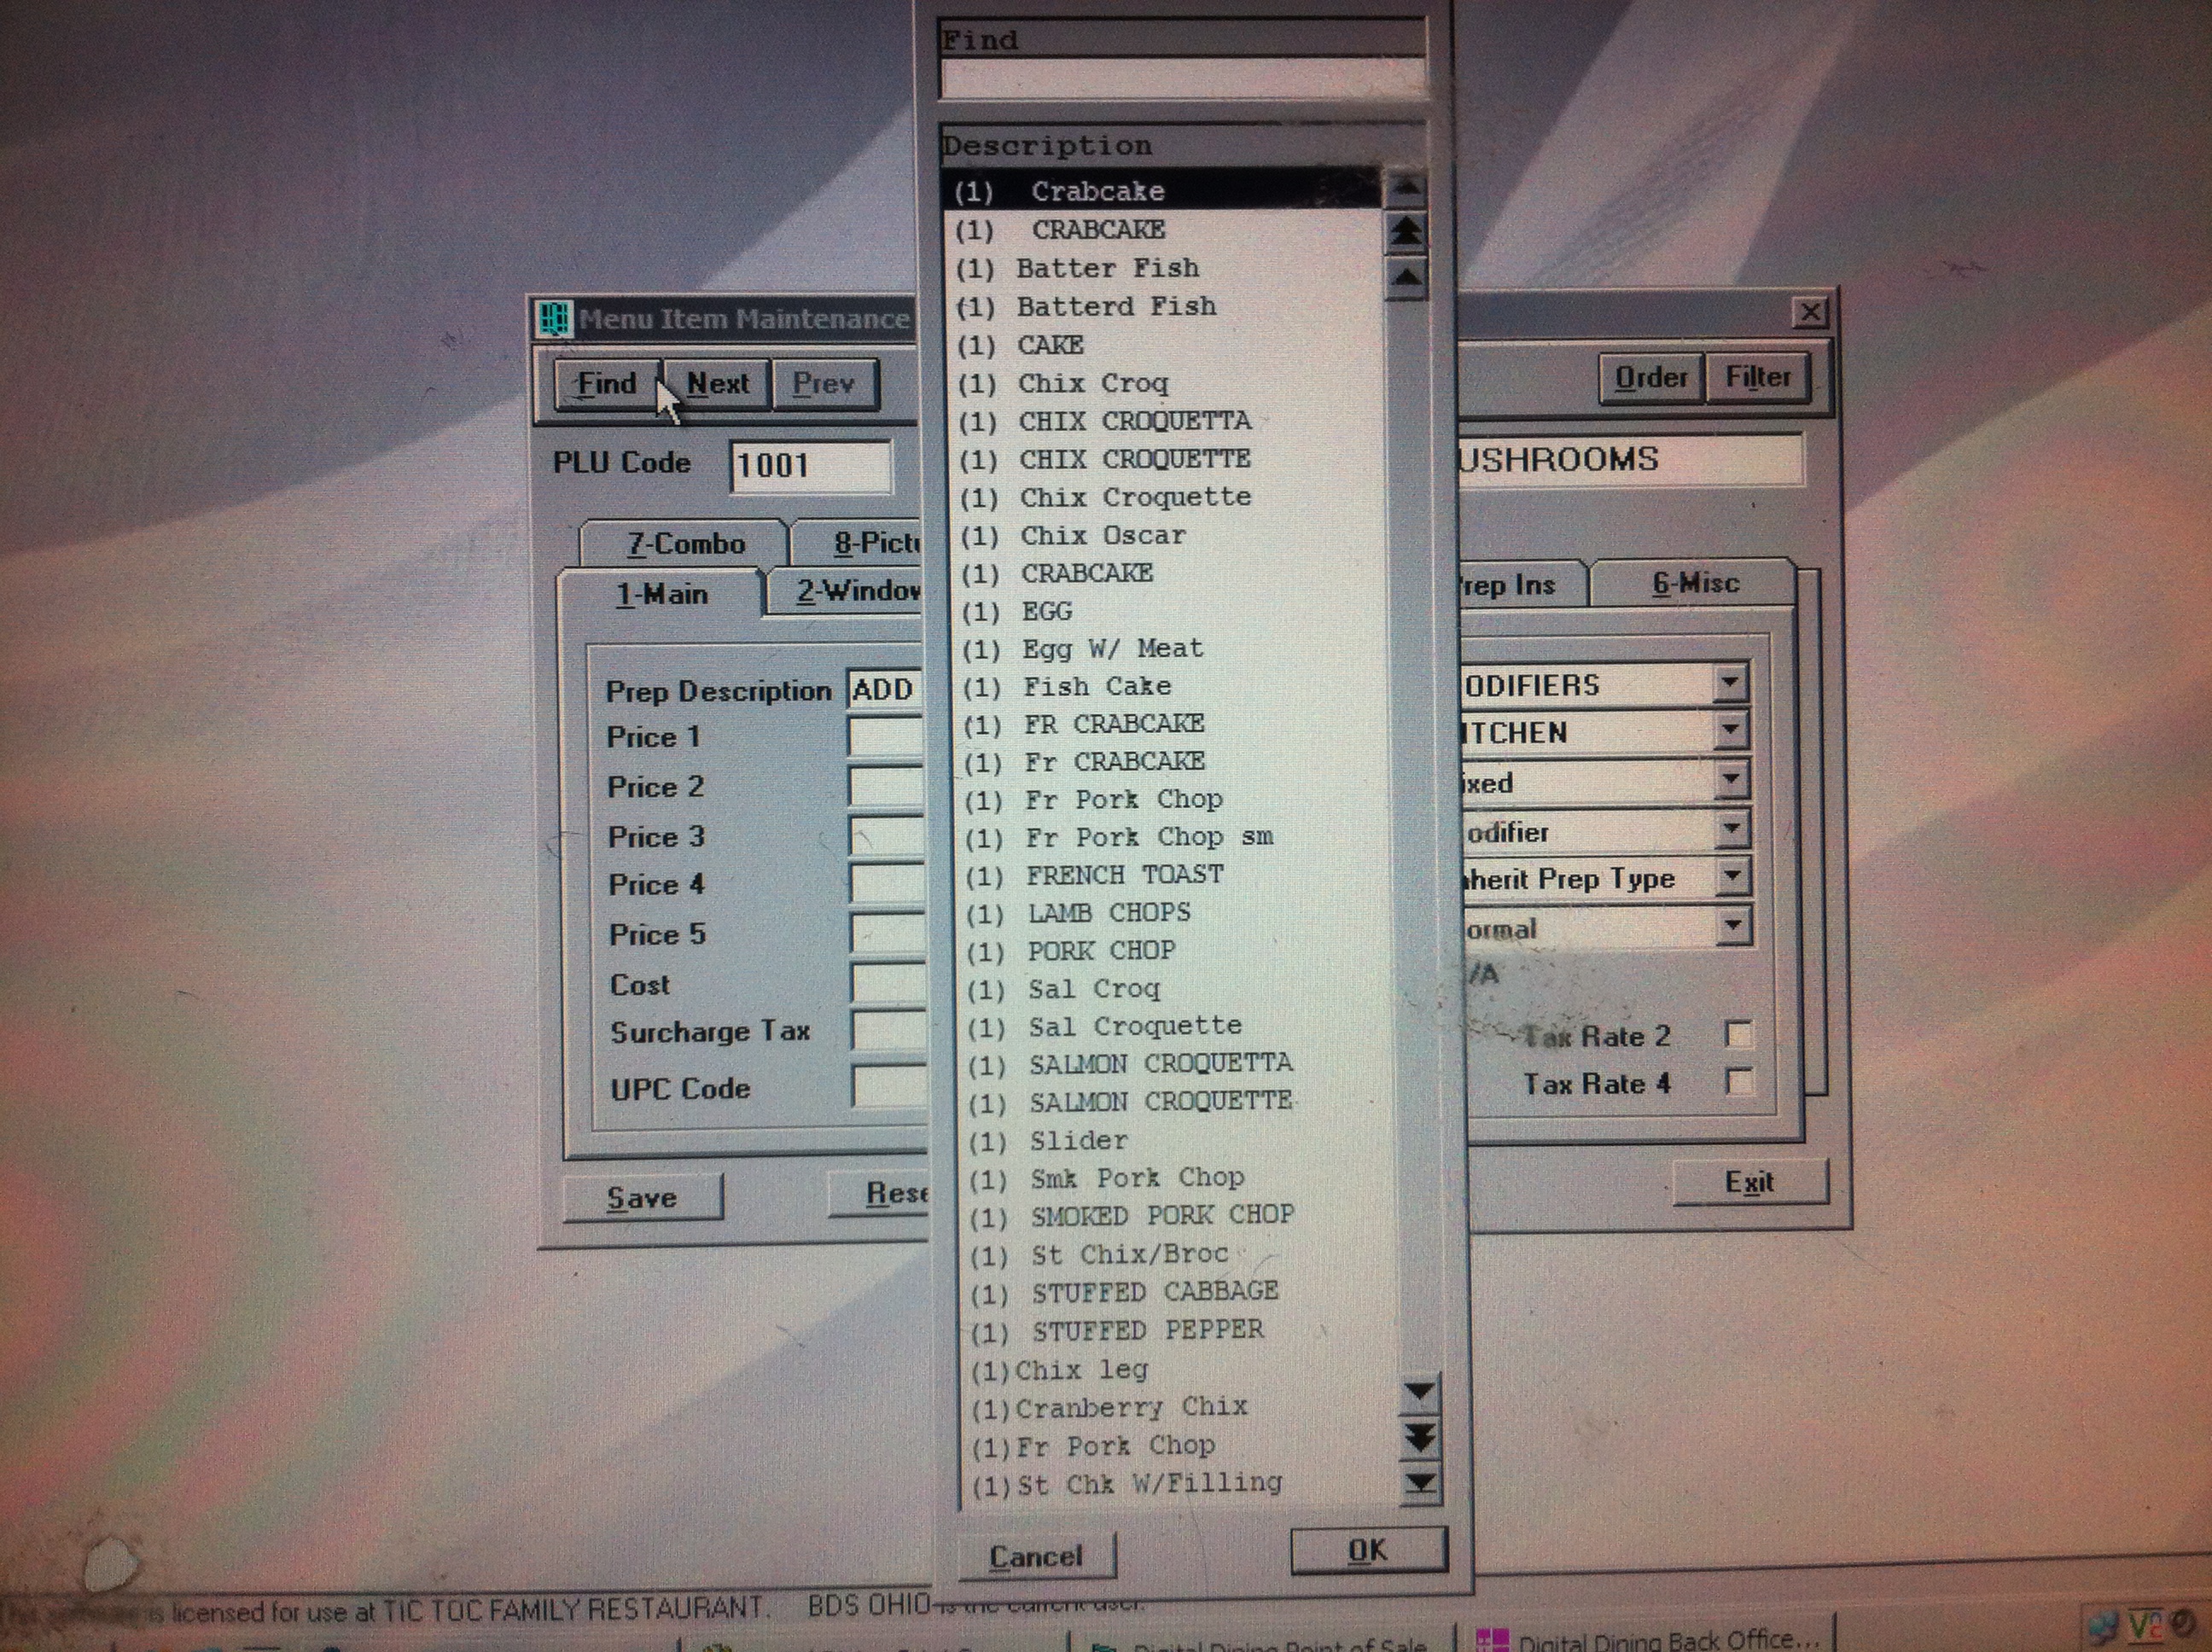 Find
Description
(1) Crabcake
(1) CRABCAKE
(1) Batter Fish
(1) Batterd Fish
(1) CAKE
(1) Chix Croq
(1) CHIX CROQUETTA
(1) CHIX CROQUETTE
(1) Chix Croquette
(1) Chix Oscar
(1) CRABCAKE
(1) EGG
(1) Egg W/ Meat
(1) Fish Cake
(1) FR CRABCAKE
(1) Fr CRABCAKE
(1) Fr Pork Chop
(1) Fr Pork Chop sm
(1) FRENCH TOAST
(1) LAMB CHOPS
(1) PORK CHOP
(1) Sal Croq
(1) Sal Croquette
(1) SALMON CROQUETTA
(1) SALMON CROQUETTE
(1) Slider
(1) Smk Pork Chop
(1) SMOKED PORK CHOP
(1) St Chix/Broc
(1) STUFFED CABBAGE
(1) STUFFED PEPPER
(1)Chix leg
(1)Cranberry Chix
(1)Fr Pork Chop
(1)St Chk W/Filling
Cancel OK
Menu Item Maintenance
Find Next Prev Order Filter
PLU Code 1001 USHROOMS
7-Combo 8-Pictu
1-Main 2-Window rep Ins 6-Misc
Prep Description ADD ODIFIERS
Price 1 ITCHEN
Price 2 ixed
Price 3 odifier
Price 4 nherit Prep Type
Price 5 ormal
Cost /A
Surcharge Tax Tax Rate 2
UPC Code Tax Rate 4
Save Rese Exit
is licensed for use at TIC TOC FAMILY RESTAURANT. BDS OHIO is the current user.
Digital Dining Point of Sale Digital Dining Back Office...